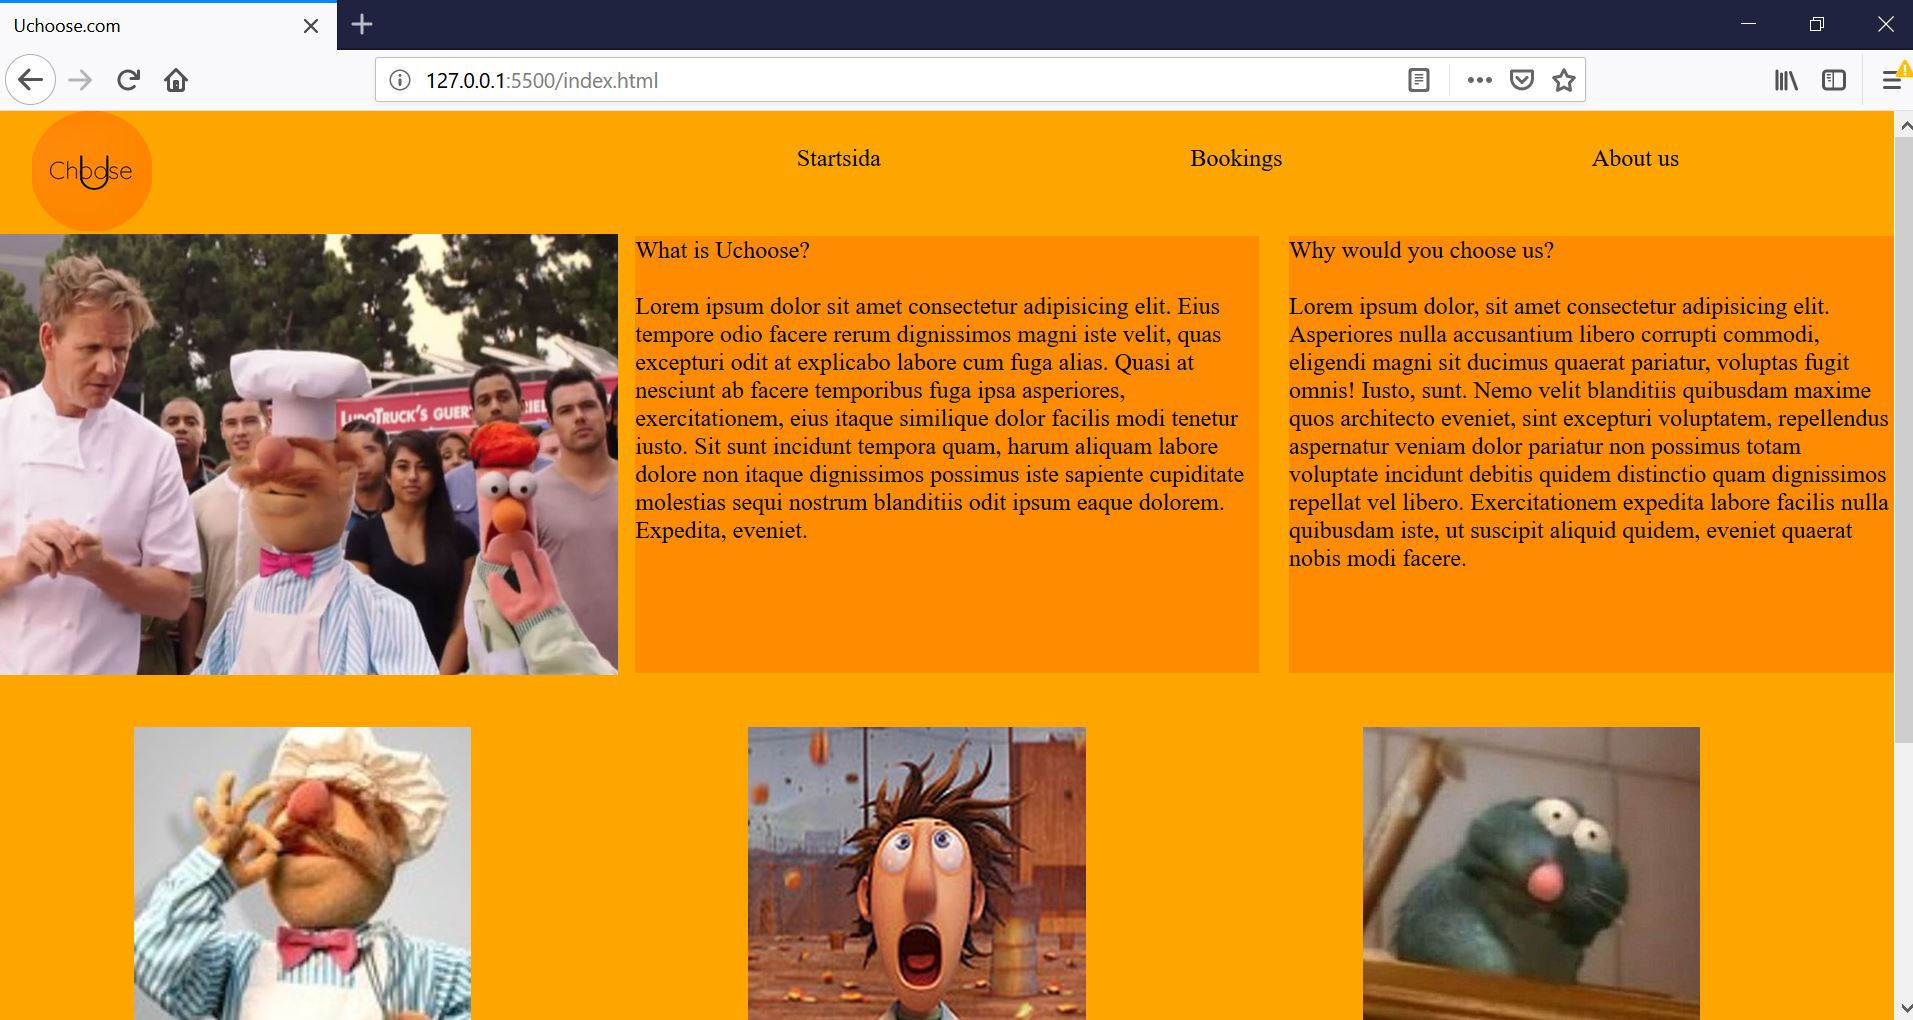 Uchoose.com
127.0.0.1:5500/index.html
Choose
Startsida
Bookings
About us
LUDOTRUCK'S
What is Uchoose?
Lorem ipsum dolor sit amet consectetur adipisicing elit. Eius
tempore odio facere rerum dignissimos magni iste velit, quas
excepturi odit at explicabo labore cum fuga alias. Quasi at
nesciunt ab facere temporibus fuga ipsa asperiores,
exercitationem, eius itaque similique dolor facilis modi tenetur
iusto. Sit sunt incidunt tempora quam, harum aliquam labore
dolore non itaque dignissimos possimus iste sapiente cupiditate
molestias sequi nostrum blanditiis odit ipsum eaque dolorem.
Expedita, eveniet.
Why would you choose us?
Lorem ipsum dolor, sit amet consectetur adipisicing elit.
Asperiores nulla accusantium libero corrupti commodi,
eligendi magni sit ducimus quaerat pariatur, voluptas fugit
omnis! Iusto, sunt. Nemo velit blanditiis quibusdam maxime
quos architecto eveniet, sint excepturi voluptatem, repellendus
aspernatur veniam dolor pariatur non possimus totam
voluptate incidunt debitis quidem distinctio quam dignissimos
repellat vel libero. Exercitationem expedita labore facilis nulla
quibusdam iste, ut suscipit aliquid quidem, eveniet quaerat
nobis modi facere.